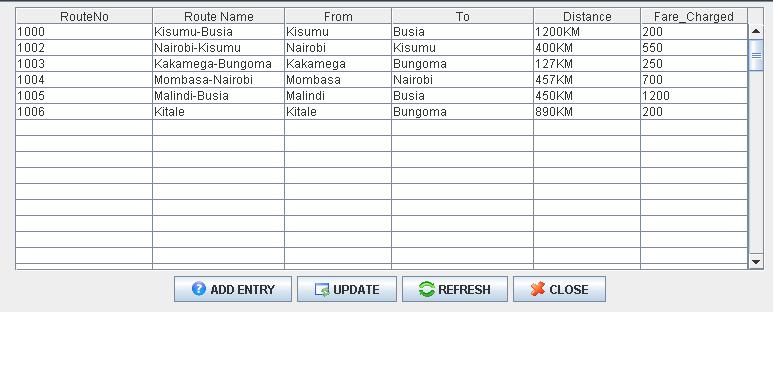 RouteNo Route Name From To Distance Fare_Charged
1000 Kisumu-Busia Kisumu Busia 1200KM 200
1002 Nairobi-Kisumu Nairobi Kisumu 400KM 550
1003 Kakamega-Bungoma Kakamega Bungoma 127KM 250
1004 Mombasa-Nairobi Mombasa Nairobi 457KM 700
1005 Malindi-Busia Malindi Busia 450KM 1200
1006 Kitale Kitale Bungoma 890KM 200
ADD ENTRY UPDATE REFRESH CLOSE